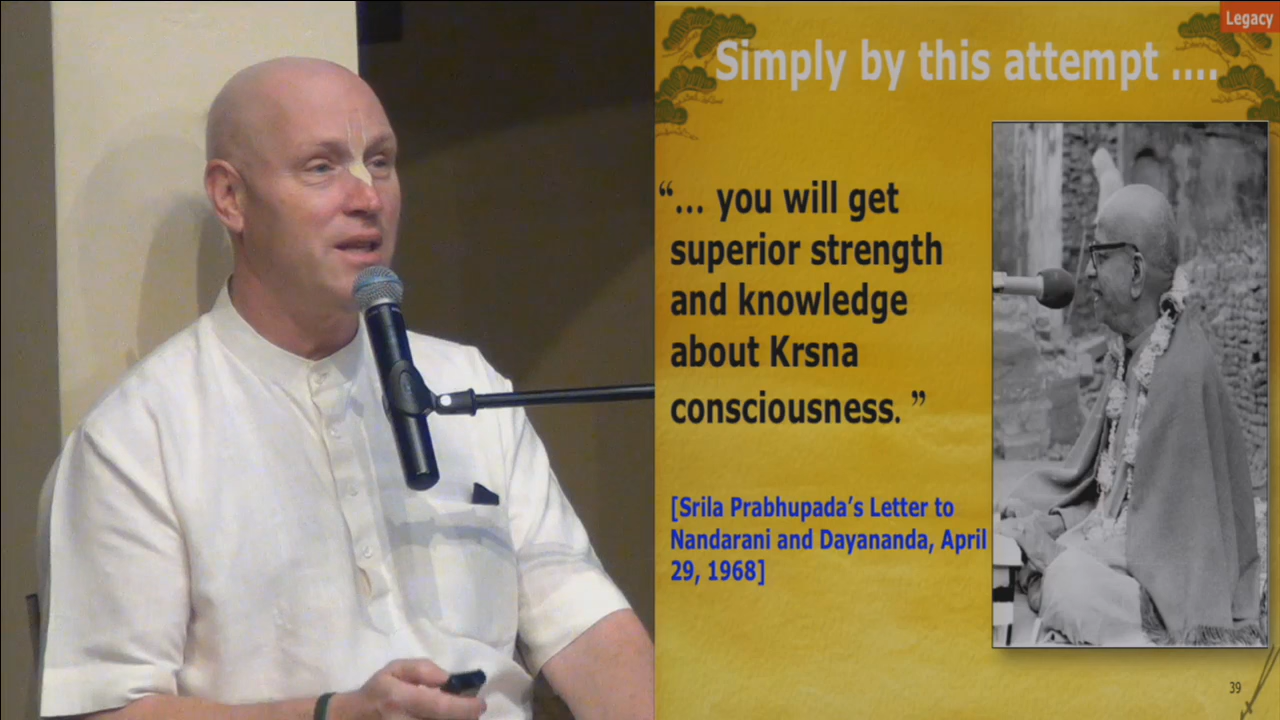 Legacy
Simply by this attempt ....
“... you will get
superior strength
and knowledge
about Krsna
consciousness. ”
[Srila Prabhupada’s Letter to
Nandarani and Dayananda, April
29, 1968]
39